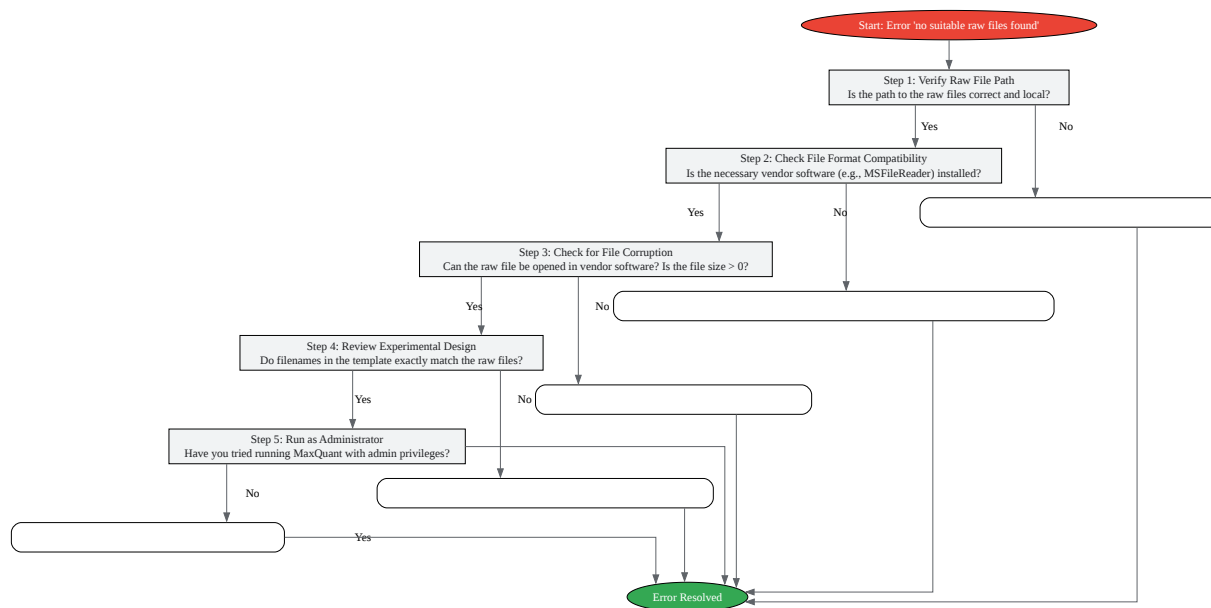 Start: Error 'no suitable raw files found'
Step 1: Verify Raw File Path
Is the path to the raw files correct and local?
Yes
No
Step 2: Check File Format Compatibility
Is the necessary vendor software (e.g., MSFileReader) installed?
Yes
No
Step 3: Check for File Corruption
Can the raw file be opened in vendor software? Is the file size > 0?
Yes
No
Step 4: Review Experimental Design
Do filenames in the template exactly match the raw files?
Yes
No
Step 5: Run as Administrator
Have you tried running MaxQuant with admin privileges?
No
Yes
Error Resolved